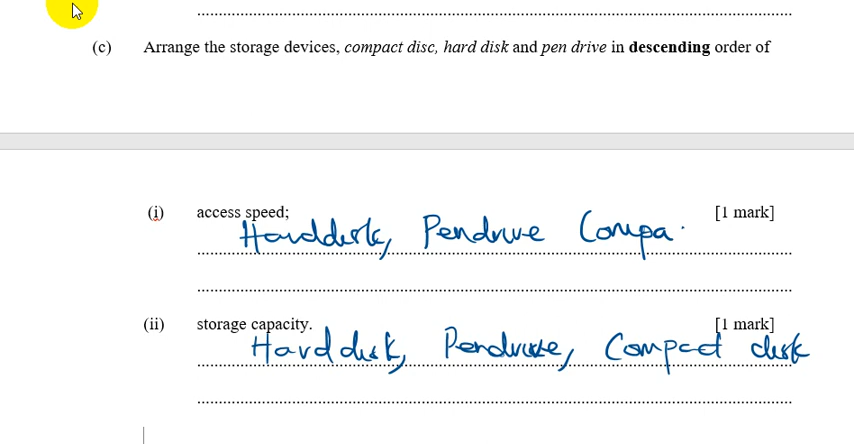 (c) Arrange the storage devices, compact disc, hard disk and pen drive in descending order of
(i) access speed; [1 mark]
Harddisk, Pendrive Compa.
(ii) storage capacity. [1 mark]
Hard disk, Pendrive, Compact disk